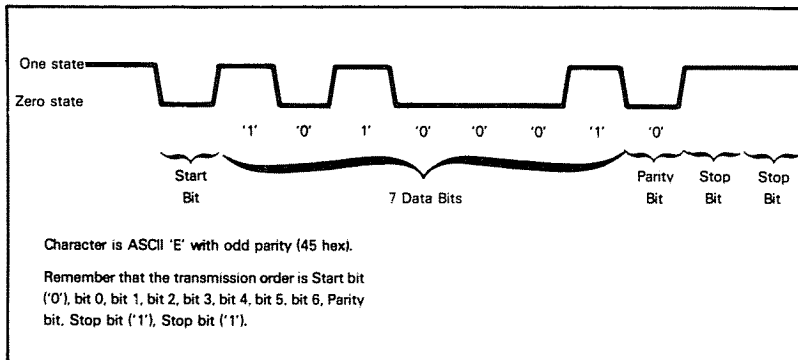 One state
Zero state
'1' '0' 1' '0' '0' '0' '1' '0'
Start Bit
7 Data Bits
Parity Bit
Stop Bit
Stop Bit
Character is ASCII 'E' with odd parity (45 hex).
Remember that the transmission order is Start bit
('0'), bit 0, bit 1, bit 2, bit 3, bit 4, bit 5, bit 6, Parity
bit, Stop bit ('1'), Stop bit ('1').